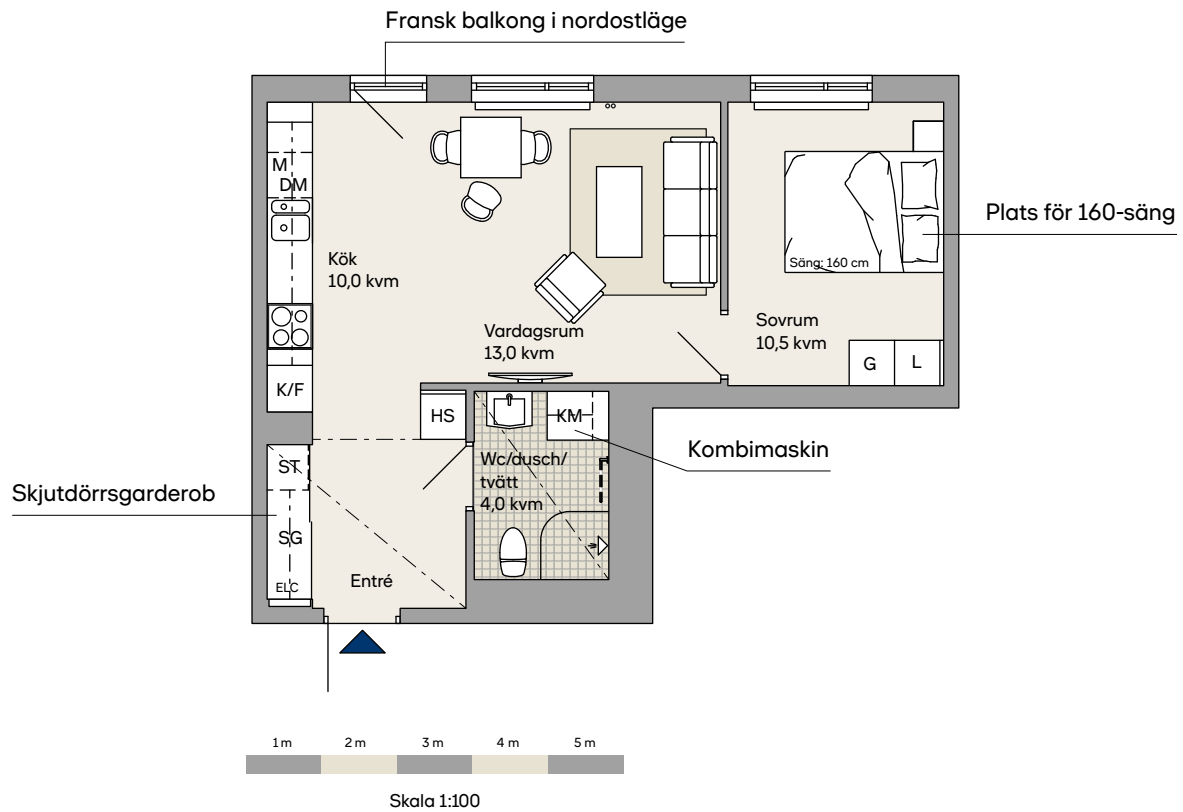 Fransk balkong i nordostläge
M
DM
Plats för 160-säng
Säng: 160 cm
Kök
10,0 kvm
Sovrum
10,5 kvm
Vardagsrum
13,0 kvm
G
L
K/F
HS
KM
Kombimaskin
ST
Wc/dusch/
tvätt
4,0 kvm
Skjutdörrsgarderob
SG
ELC
Entré
1 m
2 m
3 m
4 m
5 m
Skala 1:100